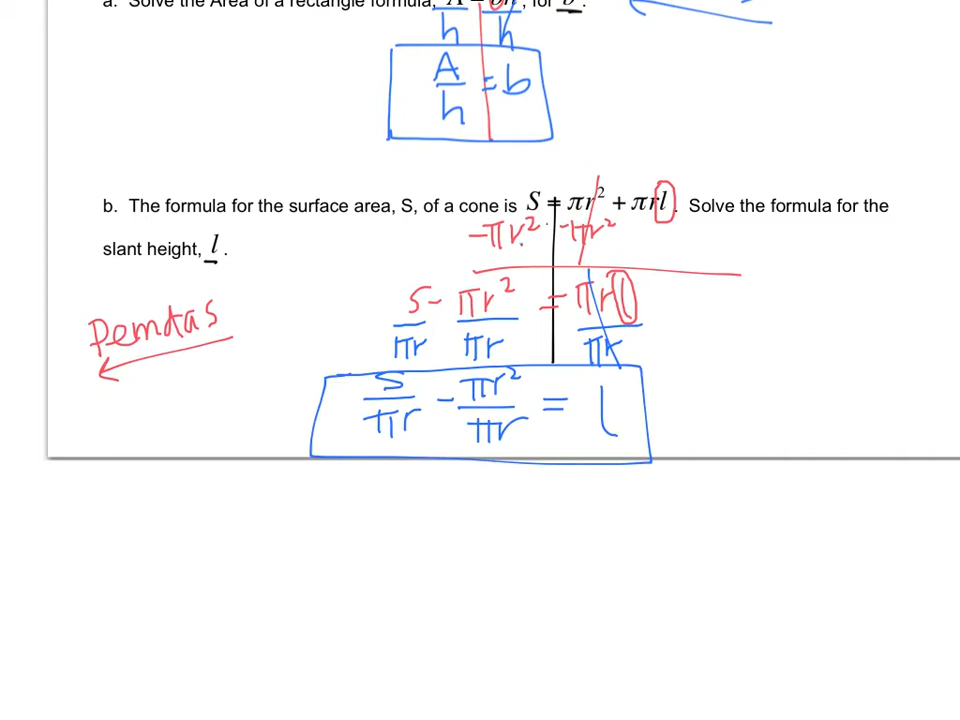 a. Solve the Area of a rectangle formula, A = bh, for b.
h h
A/h = b
b. The formula for the surface area, S, of a cone is S = πr² + πrl. Solve the formula for the
slant height, l.
-πr² -πr²
S - πr² = πrl
πr πr πr
Pemdas
S/πr - πr²/πr = l